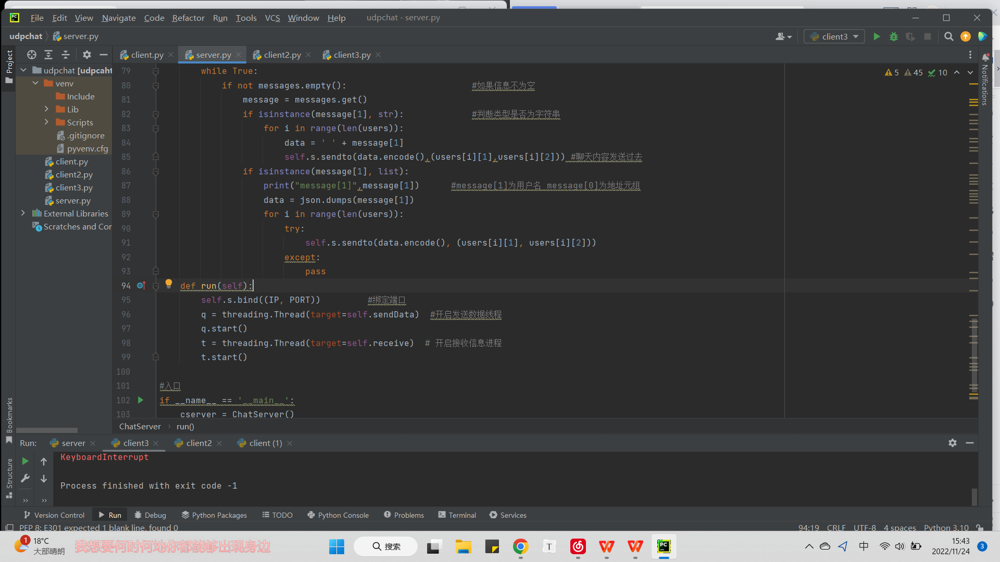 File Edit View Navigate Code Refactor Run Tools VCS Window Help udpchat - server.py
udpchat server.py client3
Project client.py server.py client2.py client3.py
udpchat [udpcaht
venv
Include
Lib
Scripts
.gitignore
pyvenv.cfg
client.py
client2.py
client3.py
server.py
External Libraries
Scratches and Cor
5 45 10
Notifications
79 while True:
80 if not messages.empty(): #如果信息不为空
81 message = messages.get()
82 if isinstance(message[1], str): #判断类型是否为字符串
83 for i in range(len(users)):
84 data = ' ' + message[1]
85 self.s.sendto(data.encode(),(users[i][1],users[i][2])) #聊天内容发送过去
86 if isinstance(message[1], list):
87 print("message[1]",message[1]) #message[1]为用户名 message[0]为地址元组
88 data = json.dumps(message[1])
89 for i in range(len(users)):
90 try:
91 self.s.sendto(data.encode(), (users[i][1], users[i][2]))
92 except:
93 pass
94 def run(self):
95 self.s.bind((IP, PORT)) #绑定端口
96 q = threading.Thread(target=self.sendData) #开启发送数据线程
97 q.start()
98 t = threading.Thread(target=self.receive) # 开启接收信息进程
99 t.start()
100
101 #入口
102 if __name__ == '__main__':
103 cserver = ChatServer()
ChatServer run()
Bookmarks
Structure
Run: server client3 client2 client (1)
KeyboardInterrupt
Process finished with exit code -1
Version Control Run Debug Python Packages TODO Python Console Problems Terminal Services
PEP 8: E301 expected 1 blank line, found 0 94:19 CRLF UTF-8 4 spaces Python 3.10
1 18°C
大部晴朗
我想要何时何地你都能够出现身边
搜索
中
15:43
2022/11/24
3